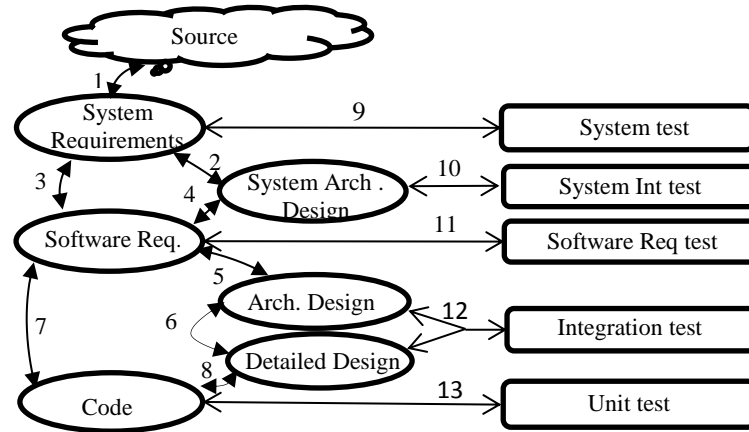 Source
1
System
Requirements
9
System test
2
3
4
System Arch .
Design
10
System Int test
Software Req.
11
Software Req test
5
6
7
Arch. Design
12
Integration test
Detailed Design
8
Code
13
Unit test